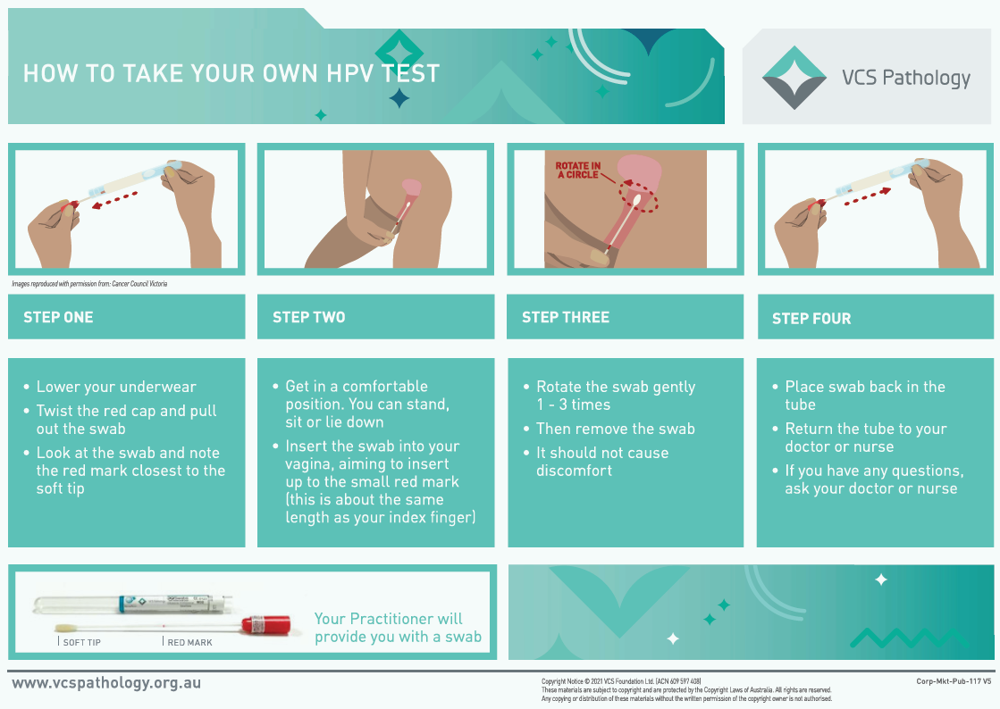 HOW TO TAKE YOUR OWN HPV TEST
VCS Pathology
ROTATE IN
A CIRCLE
Images reproduced with permission from: Cancer Council Victoria
STEP ONE
• Lower your underwear
• Twist the red cap and pull
out the swab
• Look at the swab and note
the red mark closest to the
soft tip
STEP TWO
• Get in a comfortable
position. You can stand,
sit or lie down
• Insert the swab into your
vagina, aiming to insert
up to the small red mark
(this is about the same
length as your index finger)
STEP THREE
• Rotate the swab gently
1 - 3 times
• Then remove the swab
• It should not cause
discomfort
STEP FOUR
• Place swab back in the
tube
• Return the tube to your
doctor or nurse
• If you have any questions,
ask your doctor or nurse
SOFT TIP
RED MARK
Your Practitioner will
provide you with a swab
www.vcspathology.org.au
Copyright Notice © 2021 VCS Foundation Ltd. [ACN 609 597 408]
These materials are subject to copyright and are protected by the Copyright Laws of Australia. All rights are reserved.
Any copying or distribution of these materials without the written permission of the copyright owner is not authorised.
Corp-Mkt-Pub-117 V5